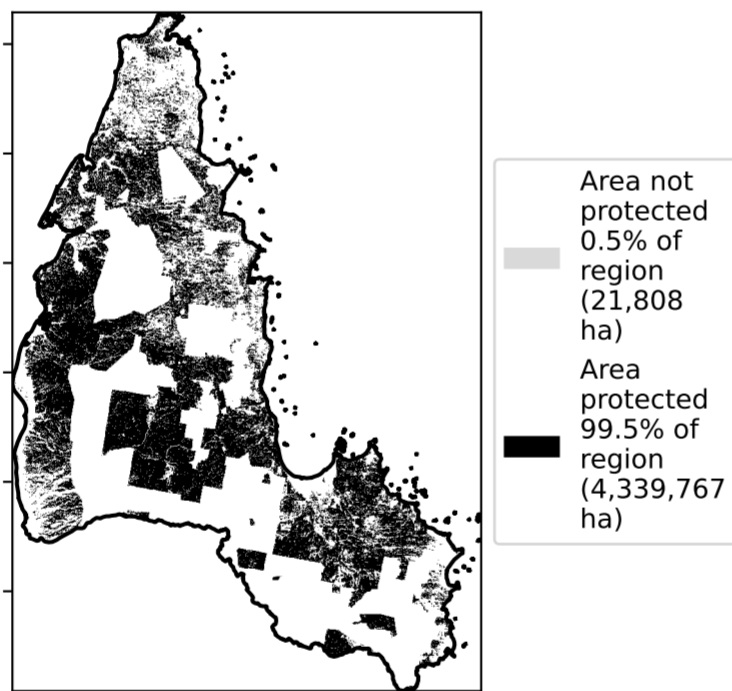 Area not
protected
0.5% of
region
(21,808
ha)
Area
protected
99.5% of
region
(4,339,767
ha)